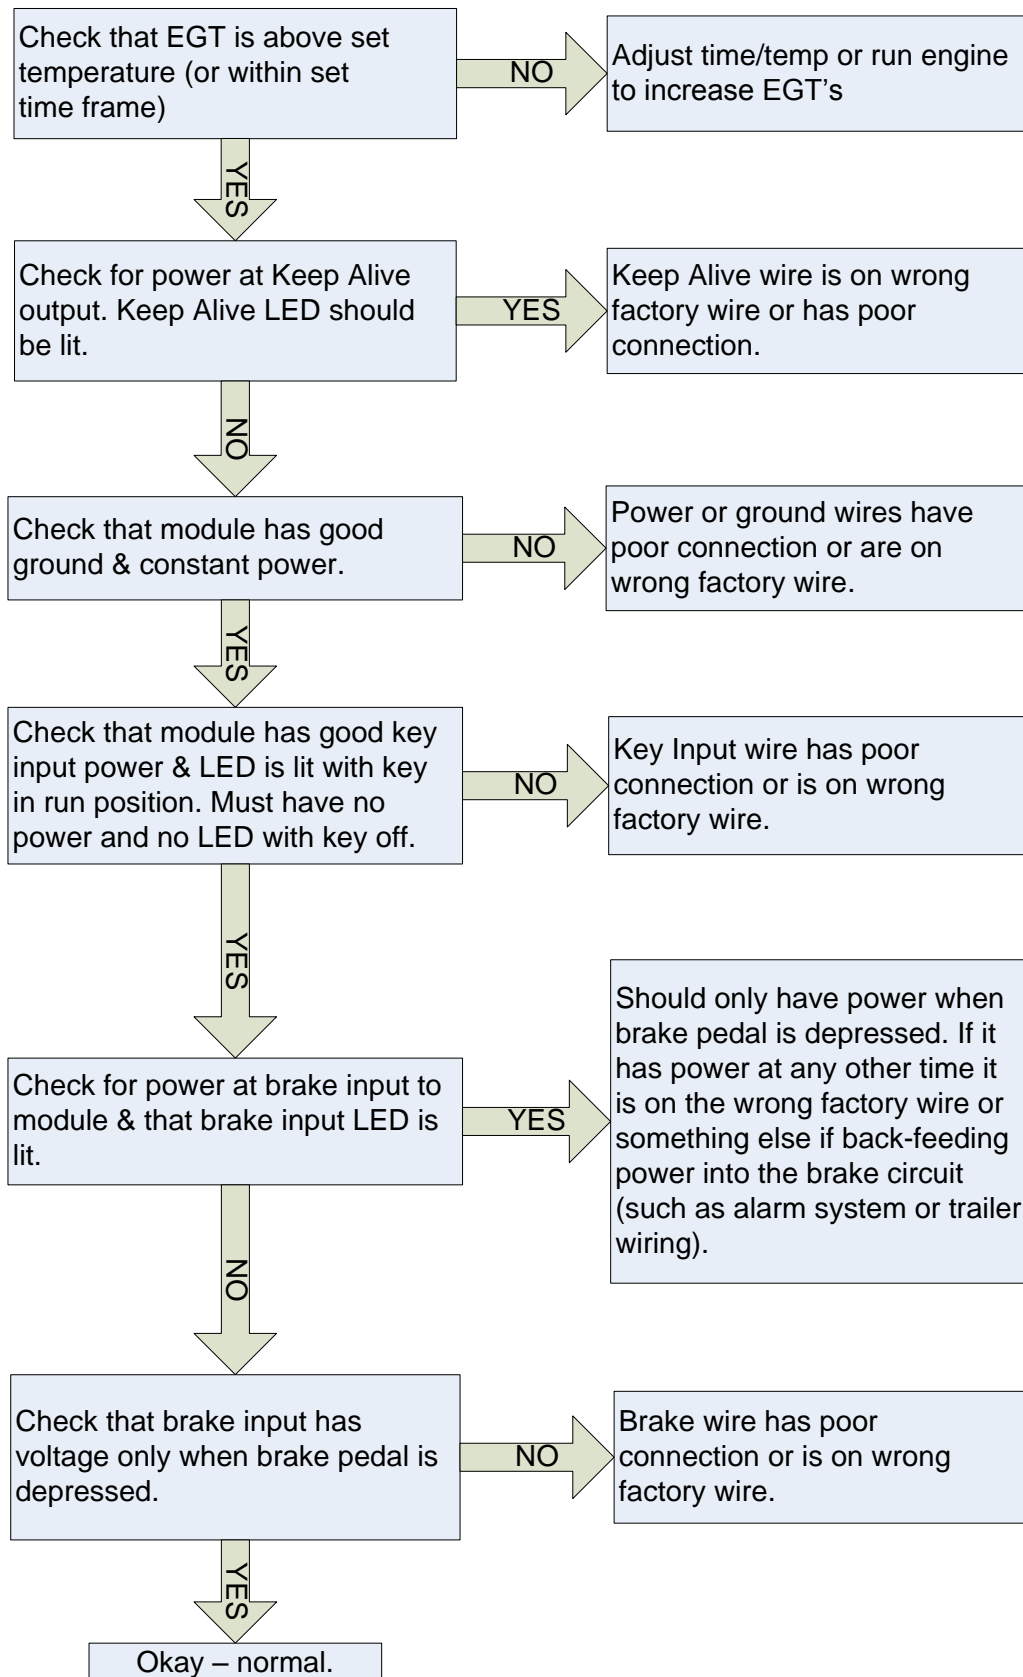 Check that EGT is above set
temperature (or within set
time frame)
NO
Adjust time/temp or run engine
to increase EGT's
YES
Check for power at Keep Alive
output. Keep Alive LED should
be lit.
YES
Keep Alive wire is on wrong
factory wire or has poor
connection.
NO
Check that module has good
ground & constant power.
NO
Power or ground wires have
poor connection or are on
wrong factory wire.
YES
Check that module has good key
input power & LED is lit with key
in run position. Must have no
power and no LED with key off.
NO
Key Input wire has poor
connection or is on wrong
factory wire.
YES
Check for power at brake input to
module & that brake input LED is
lit.
YES
Should only have power when
brake pedal is depressed. If it
has power at any other time it
is on the wrong factory wire or
something else if back-feeding
power into the brake circuit
(such as alarm system or trailer
wiring).
NO
Check that brake input has
voltage only when brake pedal is
depressed.
NO
Brake wire has poor
connection or is on wrong
factory wire.
YES
Okay – normal.